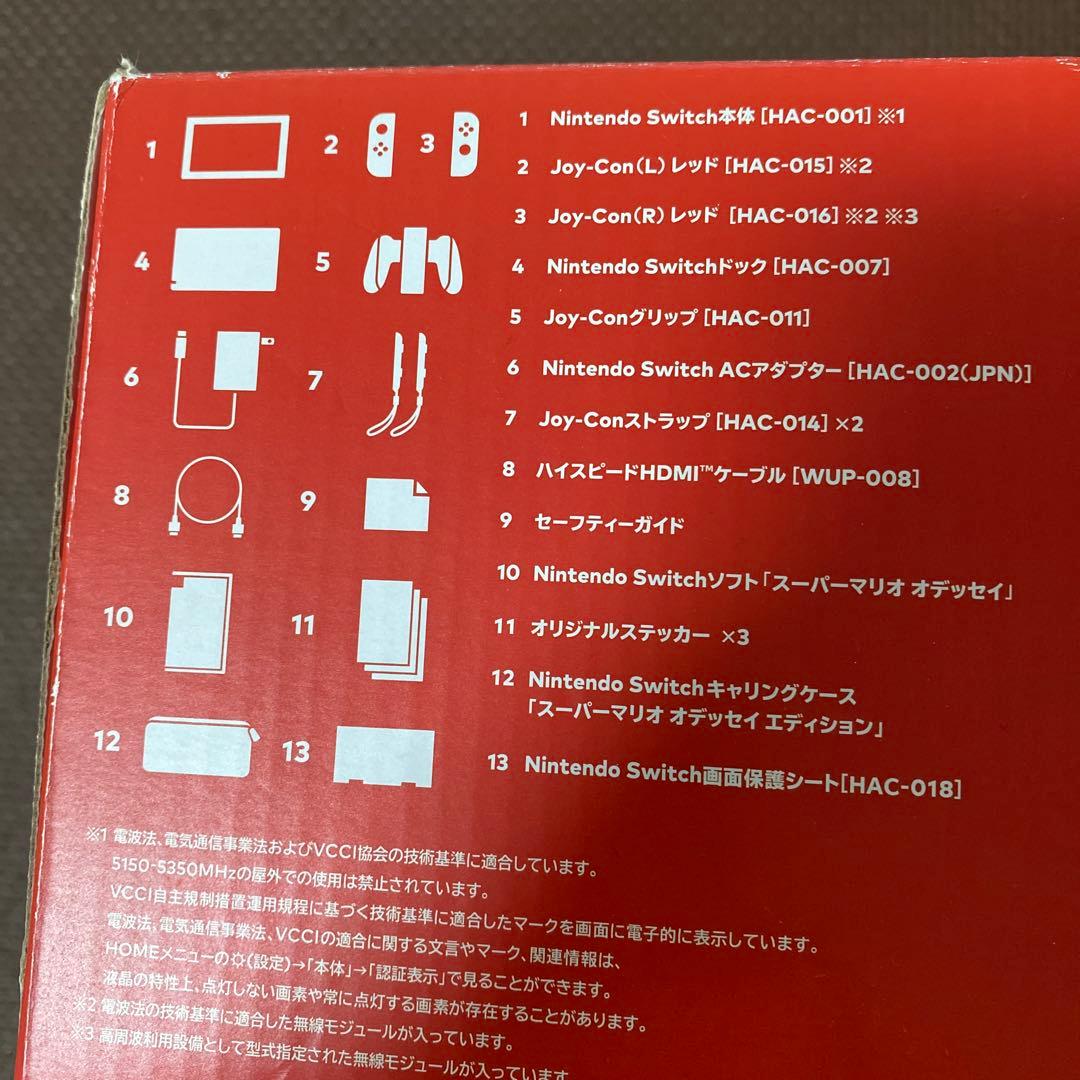 1
2
3
4
5
6
7
8
9
10
11
12
13
1 Nintendo Switch本体［HAC-001］※1
2 Joy-Con（L）レッド［HAC-015］※2
3 Joy-Con（R）レッド［HAC-016］※2 ※3
4 Nintendo Switchドック［HAC-007］
5 Joy-Conグリップ［HAC-011］
6 Nintendo Switch ACアダプター［HAC-002(JPN)］
7 Joy-Conストラップ［HAC-014］×2
8 ハイスピードHDMI™ケーブル［WUP-008］
9 セーフティーガイド
10 Nintendo Switchソフト「スーパーマリオ オデッセイ」
11 オリジナルステッカー ×3
12 Nintendo Switchキャリングケース
「スーパーマリオ オデッセイ エディション」
13 Nintendo Switch画面保護シート［HAC-018］
※1 電波法、電気通信事業法およびVCCI協会の技術基準に適合しています。
5150-5350MHzの屋外での使用は禁止されています。
VCCI自主規制措置運用規程に基づく技術基準に適合したマークを画面に電子的に表示しています。
電波法、電気通信事業法、VCCIの適合に関する文言やマーク、関連情報は、
HOMEメニューの（設定）→「本体」→「認証表示」で見ることができます。
液晶の特性上、点灯しない画素や常に点灯する画素が存在することがあります。
※2 電波法の技術基準に適合した無線モジュールが入っています。
※3 高周波利用設備として型式指定された無線モジュールが入っています